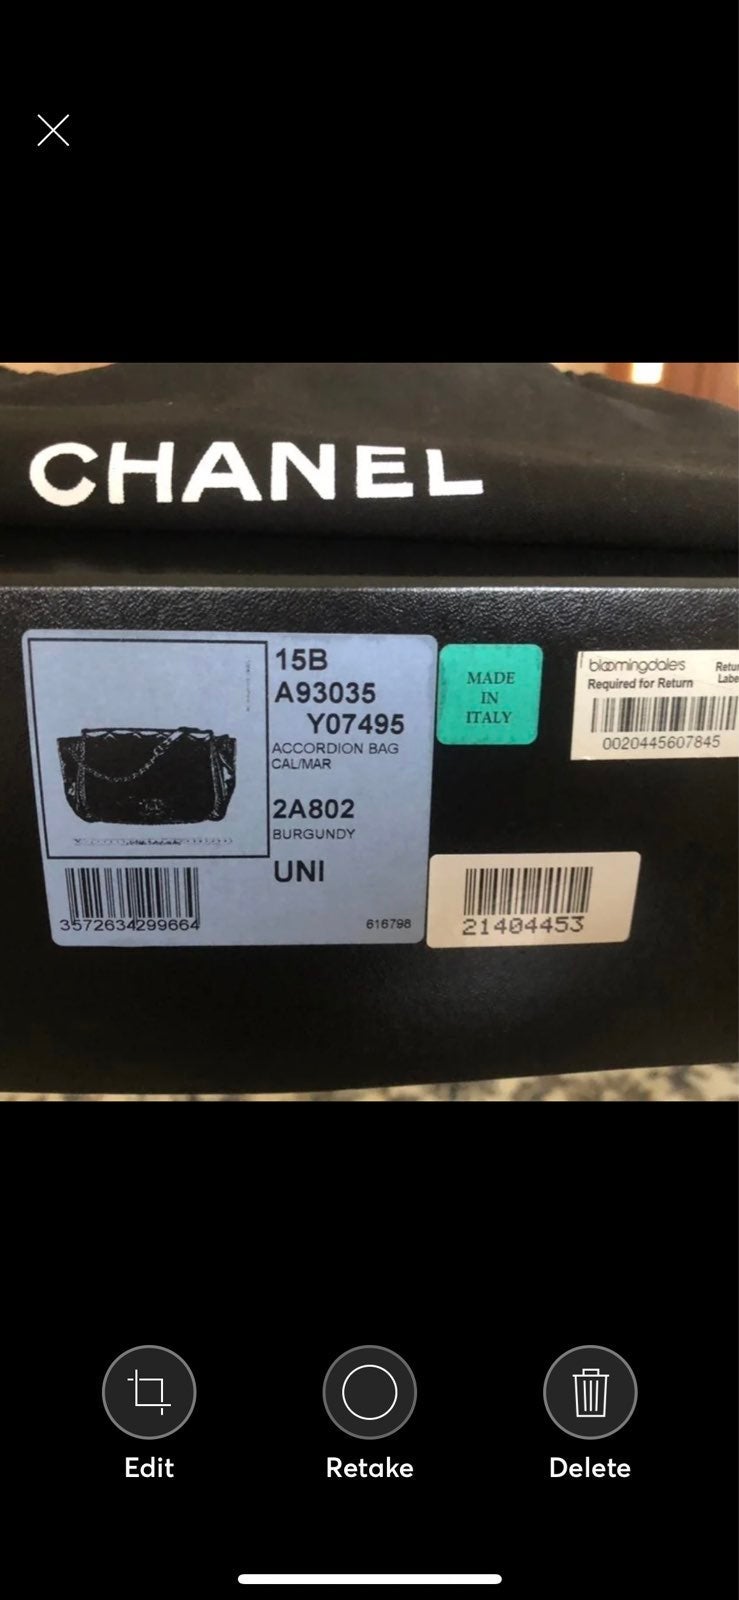 CHANEL
15B
A93035
Y07495
ACCORDION BAG
CAL/MAR
2A802
BURGUNDY
UNI
3572634299664
616798
MADE
IN
ITALY
bloomingdale's
Required for Return
0020445607845
21404453
Edit
Retake
Delete